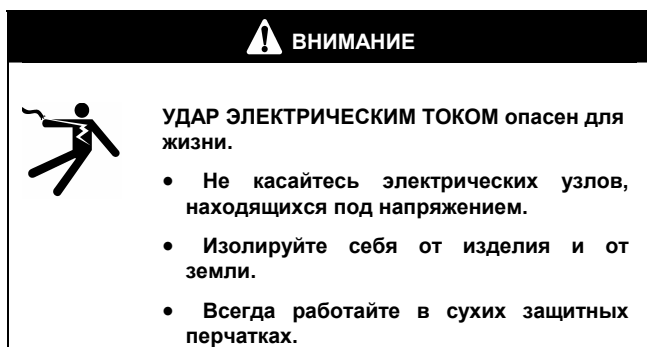 ВНИМАНИЕ
УДАР ЭЛЕКТРИЧЕСКИМ ТОКОМ опасен для
жизни.
• Не касайтесь электрических узлов,
находящихся под напряжением.
• Изолируйте себя от изделия и от
земли.
• Всегда работайте в сухих защитных
перчатках.